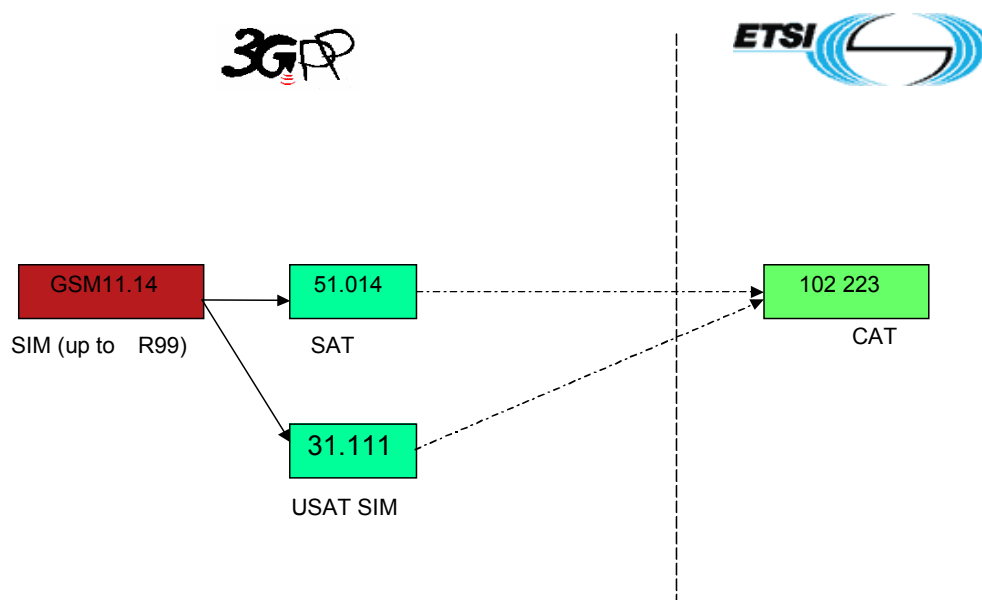 3GPP
ETSI
GSM11.14
51.014
102 223
SIM (up to R99)
SAT
CAT
31.111
USAT SIM